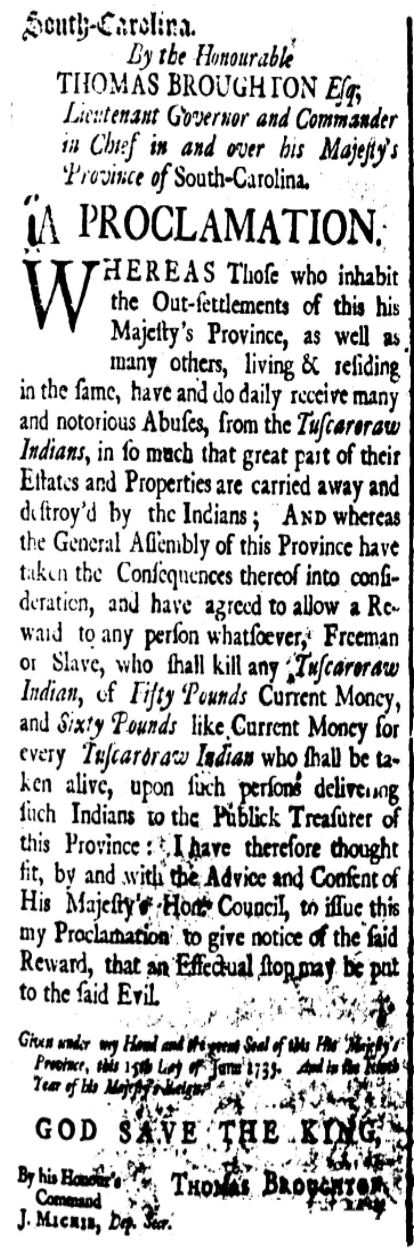 South-Carolina.
By the Honourable
THOMAS BROUGHTON Eſq;
Lieutenant Governor and Commander
in Chief in and over his Majeſty's
Province of South-Carolina.
A PROCLAMATION.
WHEREAS Thoſe who inhabit
the Out-ſettlements of this his
Majeſty's Province, as well as
many others, living & reſiding
in the ſame, have and do daily receive many
and notorious Abuſes, from the Tuſcararaw
Indians, in ſo much that great part of their
Eſtates and Properties are carried away and
deſtroy'd by the Indians; AND whereas
the General Aſſembly of this Province have
taken the Conſequences thereof into conſi-
deration, and have agreed to allow a Re-
ward to any perſon whatſoever, Freeman
or Slave, who ſhall kill any Tuſcararaw
Indian, of Fifty Pounds Current Money,
and Sixty Pounds like Current Money for
every Tuſcararaw Indian who ſhall be ta-
ken alive, upon ſuch perſons delivering
ſuch Indians to the Publick Treaſurer of
this Province: I have therefore thought
fit, by and with the Advice and Conſent of
His Majeſty's Honᵇˡᵉ Council, to iſſue this
my Proclamation to give notice of the ſaid
Reward, that an Effectual ſtop may be put
to the ſaid Evil.
Given under my Hand and the great Seal of this His Majeſty's
Province, this 15th Day of June 1735. And in the
Year of his Majeſty's Reign.
GOD SAVE THE KING,
By his Honour's
Command
THOMAS BROUGHTON,
J. MICKIE, Dep. Secr.